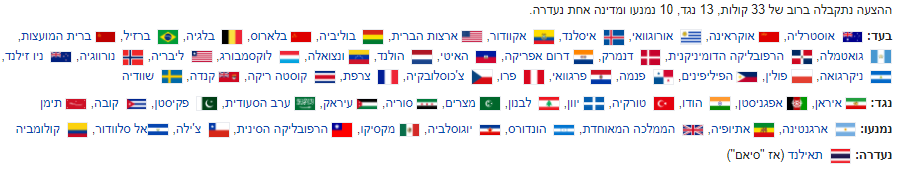 ההצעה נתקבלה ברוב של 33 קולות, 13 נגד, 10 נמנעו ומדינה אחת נעדרה.
בעד: אוסטרליה, אוקראינה, אורוגוואי, איסלנד, אקוודור, ארצות הברית, בוליביה, בלארוס, בלגיה, ברזיל, ברית המועצות,
גואטמלה, הרפובליקה הדומיניקנית, דנמרק, דרום אפריקה, האיטי, הולנד, ונצואלה, לוקסמבורג, ליבריה, נורווגיה, ניו זילנד,
ניקרגואה, פולין, הפיליפינים, פנמה, פרגוואי, פרו, צ'כוסלובקיה, צרפת, קוסטה ריקה, קנדה, שוודיה
נגד: איראן, אפגניסטן, הודו, טורקיה, יוון, לבנון, מצרים, סוריה, עיראק, ערב הסעודית, פקיסטן, קובה, תימן
נמנעו: ארגנטינה, אתיופיה, הממלכה המאוחדת, הונדורס, יוגוסלביה, מקסיקו, הרפובליקה הסינית, צ'ילה, אל סלוודור, קולומביה
נעדרה: תאילנד (אז "סיאם")